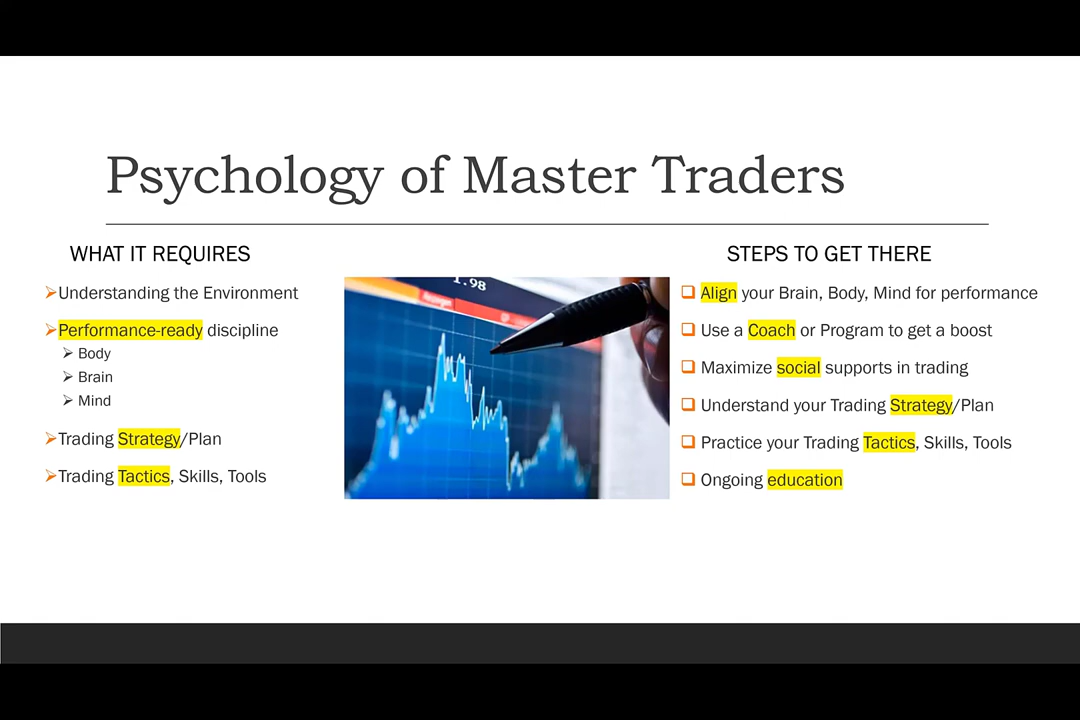 Psychology of Master Traders
WHAT IT REQUIRES
Understanding the Environment
Performance-ready discipline
Body
Brain
Mind
Trading Strategy/Plan
Trading Tactics, Skills, Tools
1.98
STEPS TO GET THERE
Align your Brain, Body, Mind for performance
Use a Coach or Program to get a boost
Maximize social supports in trading
Understand your Trading Strategy/Plan
Practice your Trading Tactics, Skills, Tools
Ongoing education